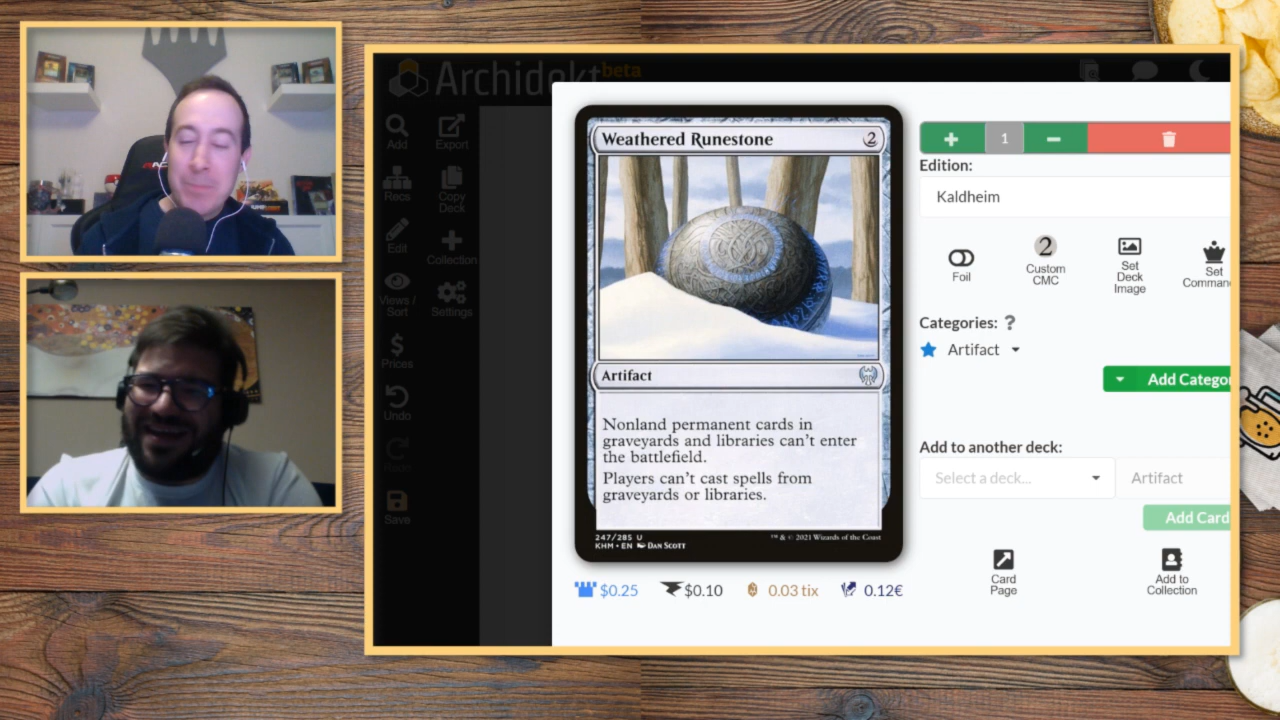 Archidekt beta
Add
Export
Recs
Copy
Deck
Edit
Collection
Views /
Sort
Settings
Prices
Undo
Redo
Save
Weathered Runestone 2
Artifact
Nonland permanent cards in
graveyards and libraries can't enter
the battlefield.
Players can't cast spells from
graveyards or libraries.
247/285 U
KHM • EN DAN SCOTT
™ & © 2021 Wizards of the Coast
$0.25 $0.10 0.03 tix 0.12€
1
Edition:
Kaldheim
Foil
2
Custom
CMC
Set
Deck
Image
Set
Comman
Categories: ?
Artifact
Add Catego
Add to another deck:
Select a deck...
Artifact
Add Card
Card
Page
Add to
Collection